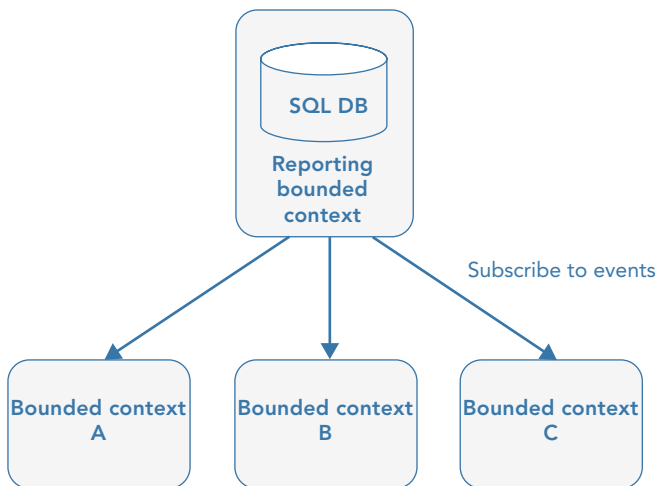 SQL DB
Reporting
bounded
context
Subscribe to events
Bounded context
A
Bounded context
B
Bounded context
C